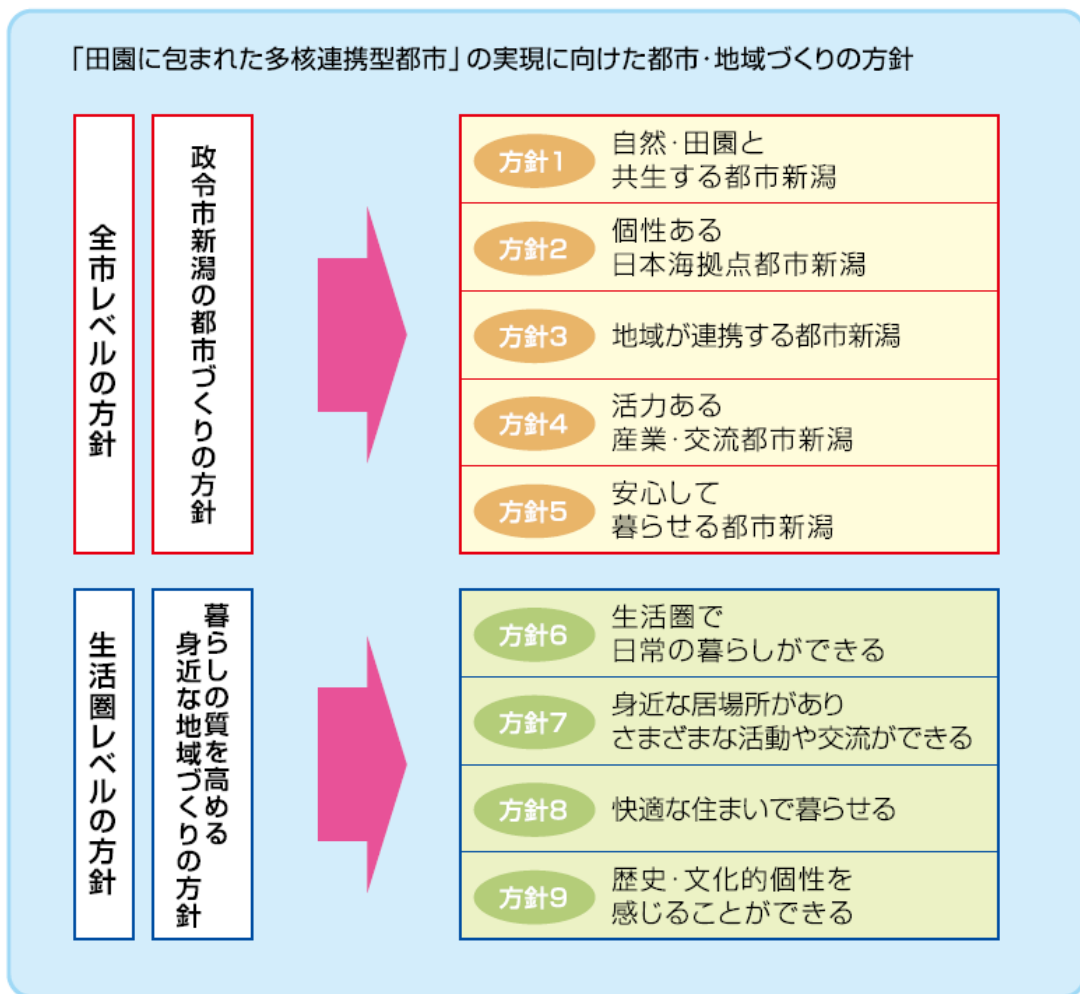 「田園に包まれた多核連携型都市」の実現に向けた都市・地域づくりの方針
全市レベルの方針
政令市新潟の都市づくりの方針
方針1
自然・田園と
共生する都市新潟
方針2
個性ある
日本海拠点都市新潟
方針3
地域が連携する都市新潟
方針4
活力ある
産業・交流都市新潟
方針5
安心して
暮らせる都市新潟
生活圏レベルの方針
暮らしの質を高める
身近な地域づくりの方針
方針6
生活圏で
日常の暮らしができる
方針7
身近な居場所があり
さまざまな活動や交流ができる
方針8
快適な住まいで暮らせる
方針9
歴史・文化的個性を
感じることができる